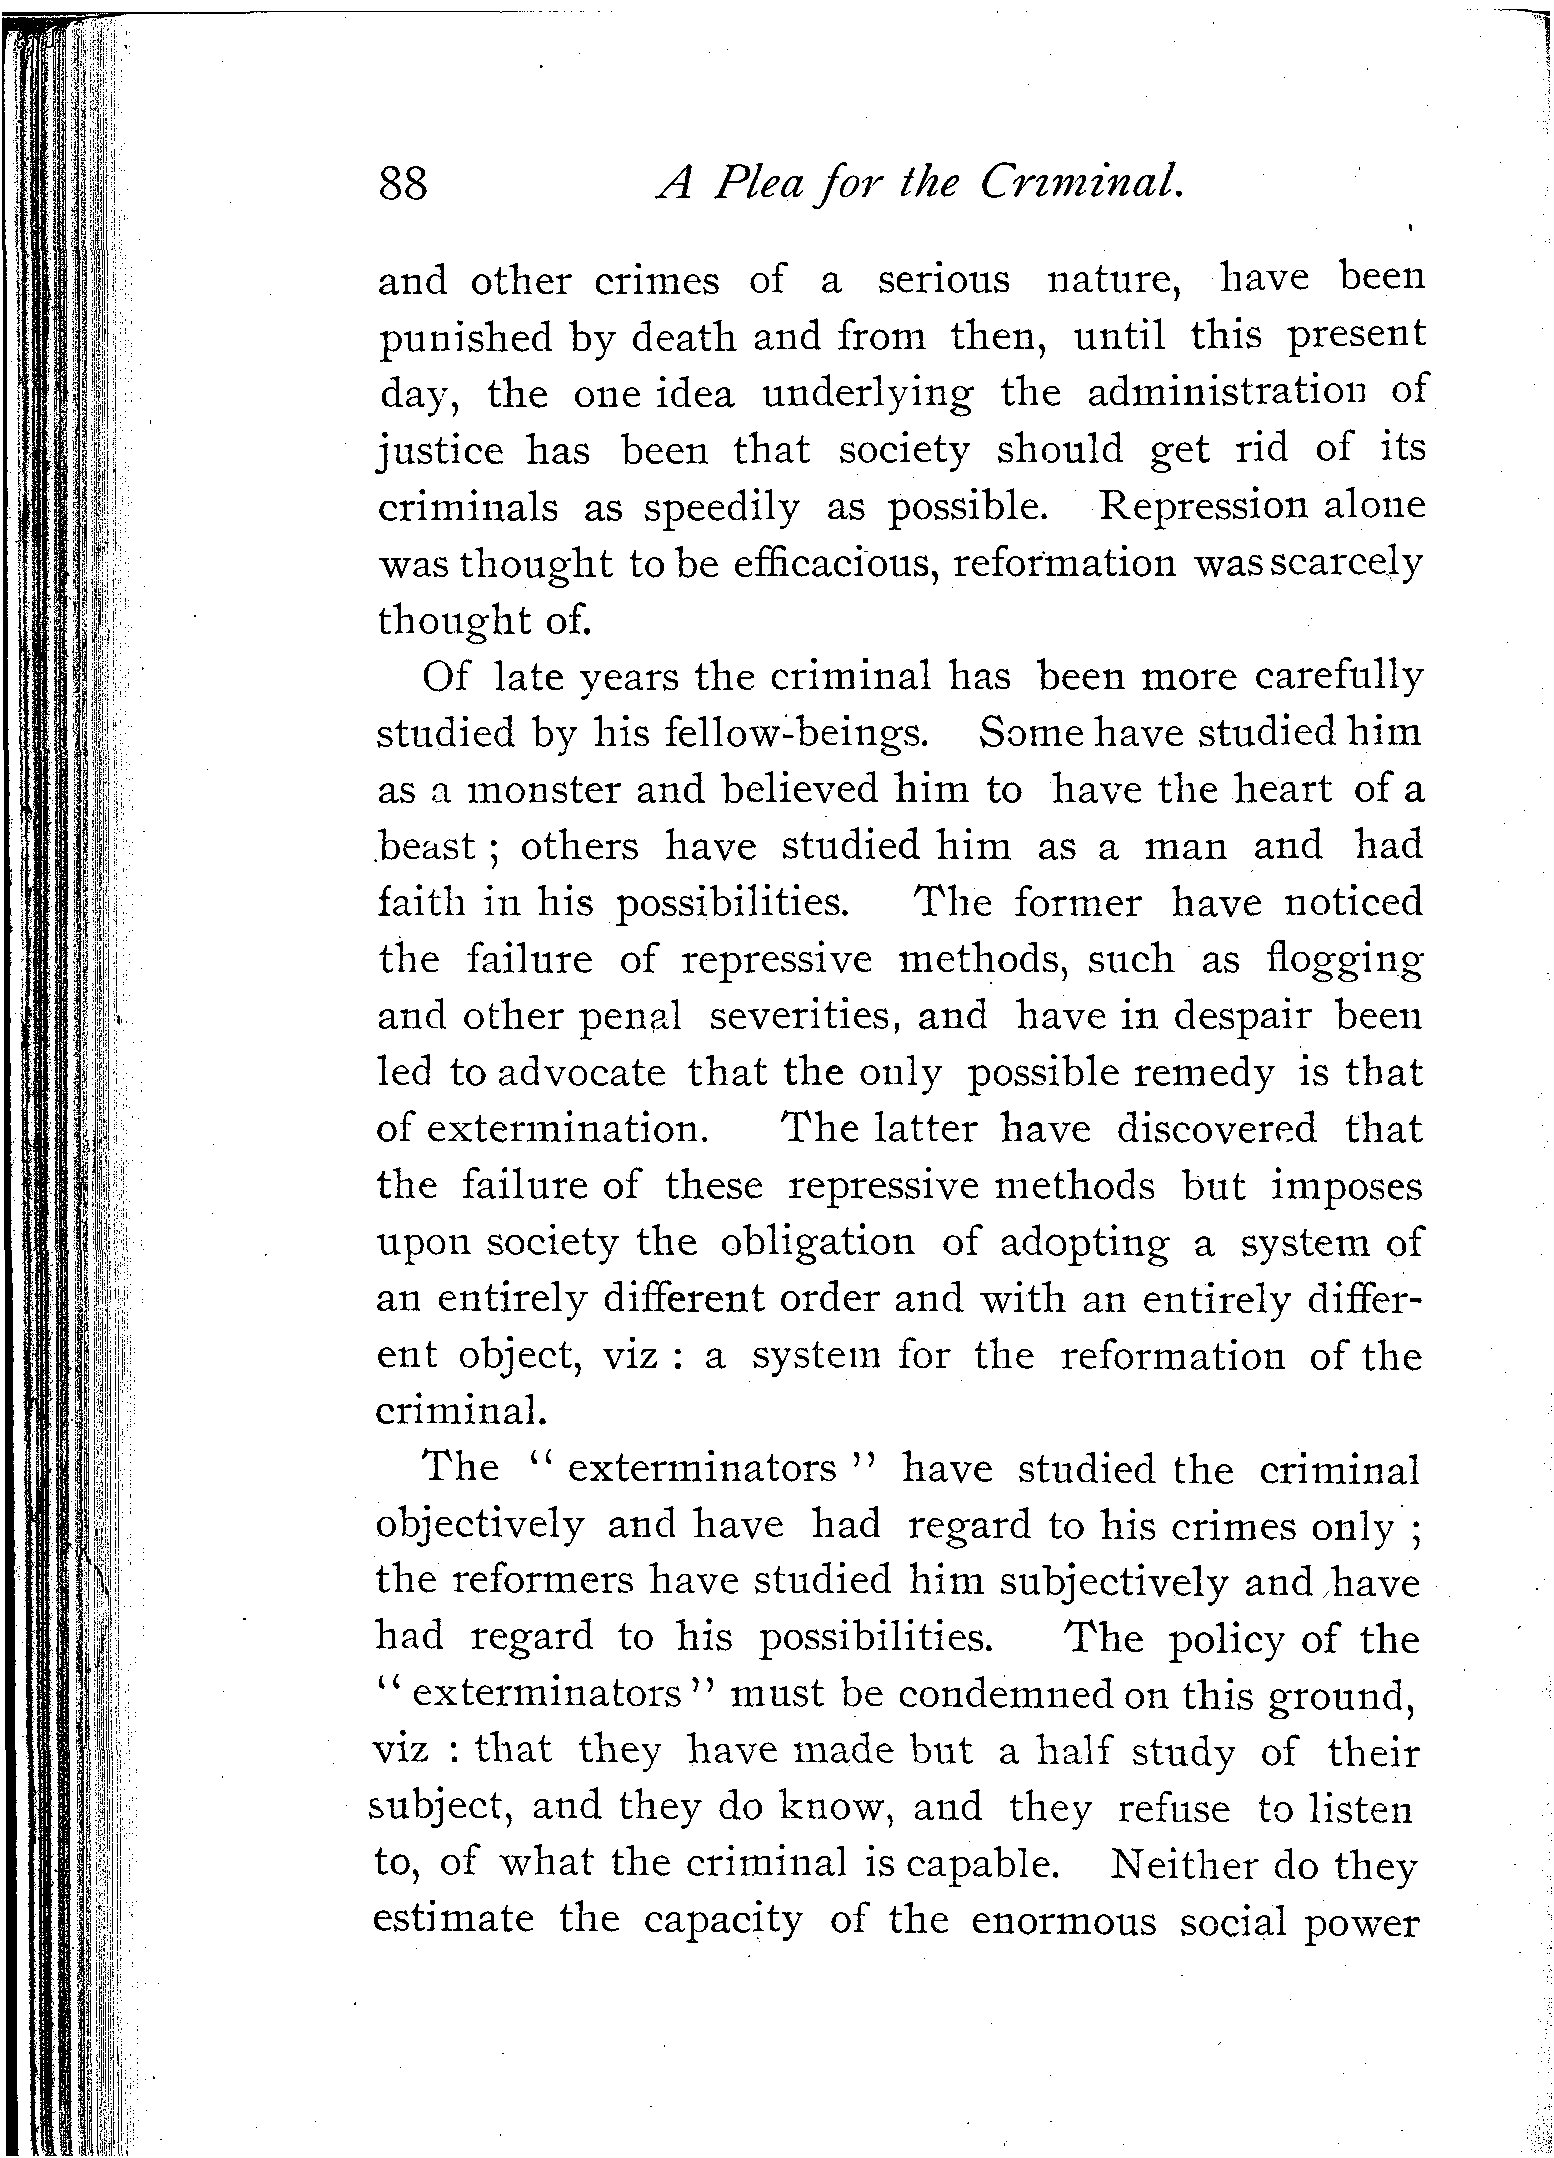 88 A Plea for the Criminal.
and other crimes of a serious nature, have been
punished by death and from then, until this present
day, the one idea underlying the administration of
justice has been that society should get rid of its
criminals as speedily as possible. Repression alone
was thought to be efficacious, reformation was scarcely
thought of.
Of late years the criminal has been more carefully
studied by his fellow-beings. Some have studied him
as a monster and believed him to have the heart of a
beast ; others have studied him as a man and had
faith in his possibilities. The former have noticed
the failure of repressive methods, such as flogging
and other penal severities, and have in despair been
led to advocate that the only possible remedy is that
of extermination. The latter have discovered that
the failure of these repressive methods but imposes
upon society the obligation of adopting a system of
an entirely different order and with an entirely differ-
ent object, viz : a system for the reformation of the
criminal.
The “ exterminators ” have studied the criminal
objectively and have had regard to his crimes only ;
the reformers have studied him subjectively and have
had regard to his possibilities. The policy of the
“ exterminators ” must be condemned on this ground,
viz : that they have made but a half study of their
subject, and they do know, and they refuse to listen
to, of what the criminal is capable. Neither do they
estimate the capacity of the enormous social power